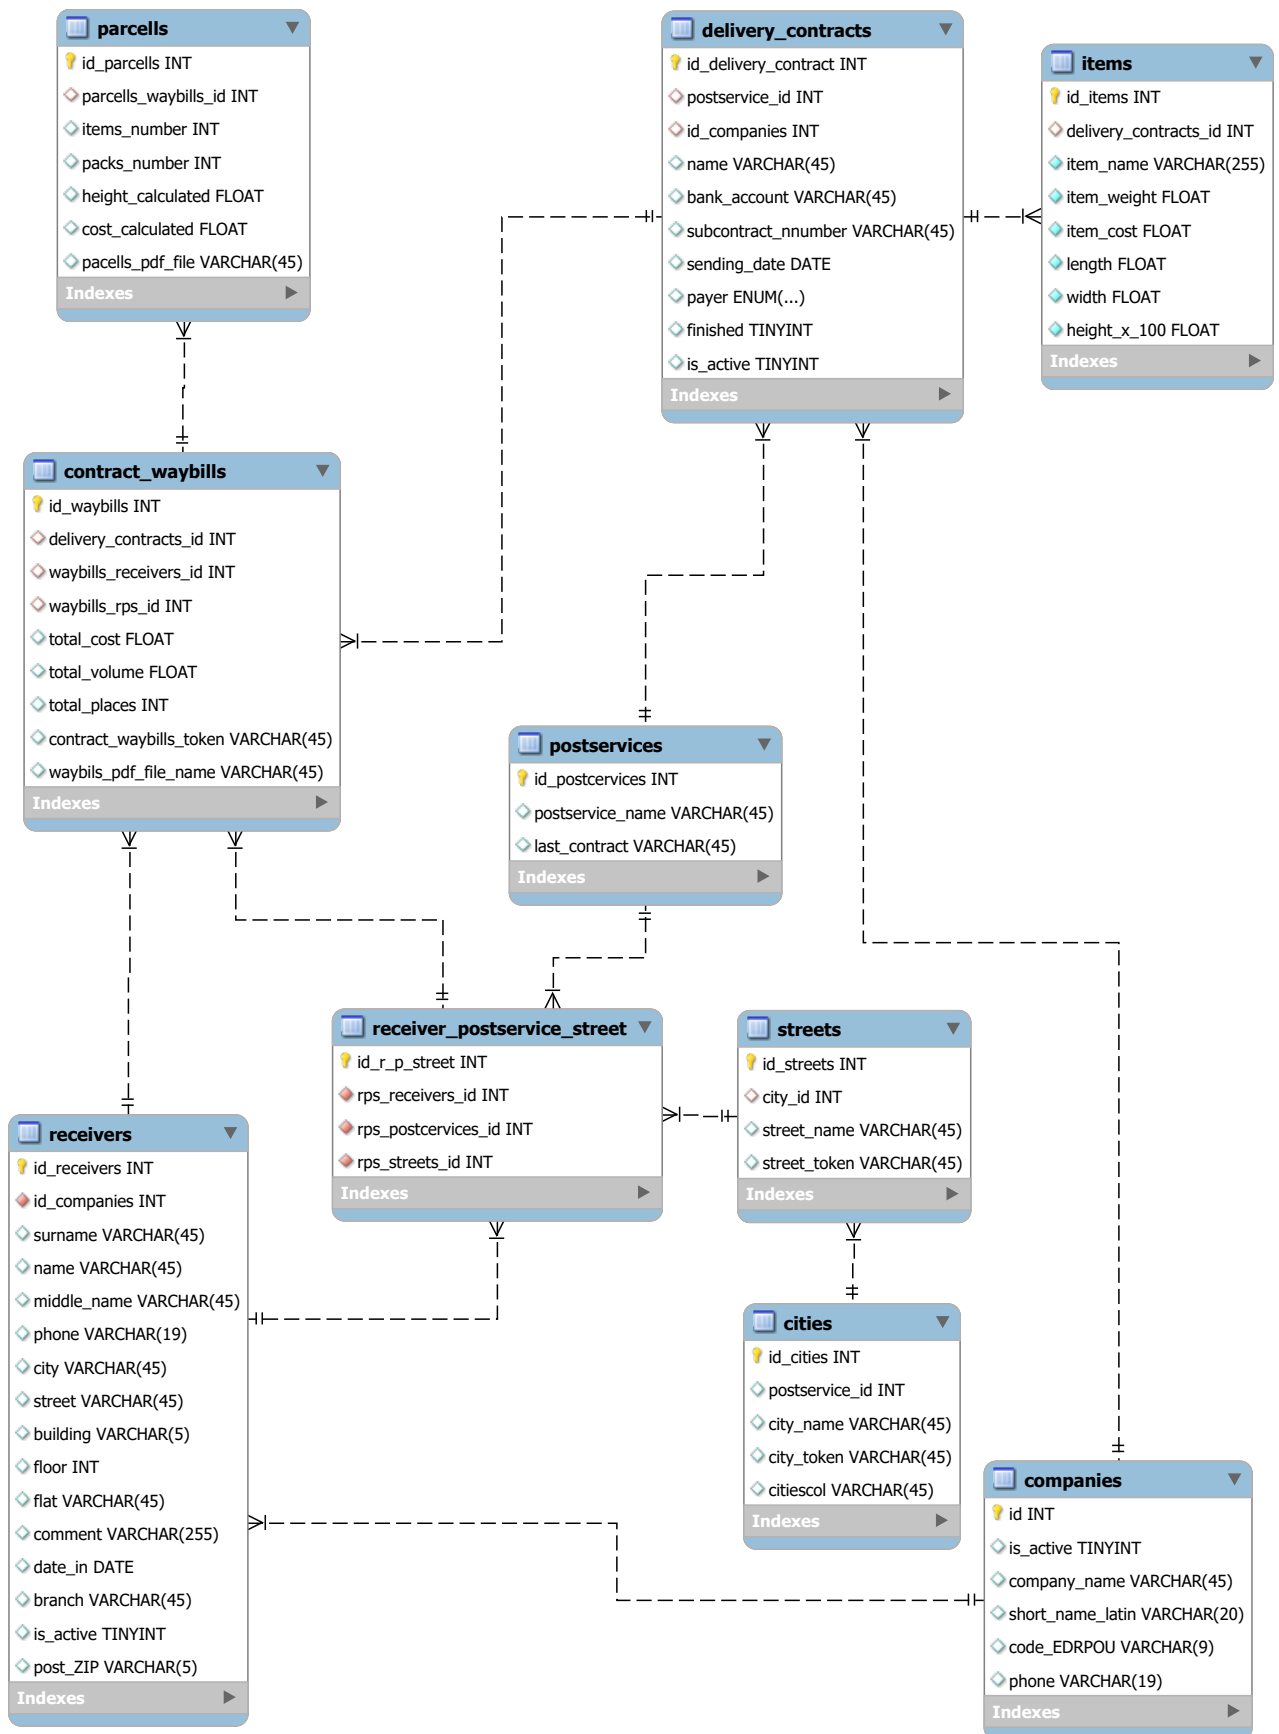 parcells
id_parcells INT
parcells_waybills_id INT
items_number INT
packs_number INT
height_calculated FLOAT
cost_calculated FLOAT
pacells_pdf_file VARCHAR(45)
Indexes
delivery_contracts
id_delivery_contract INT
postservice_id INT
id_companies INT
name VARCHAR(45)
bank_account VARCHAR(45)
subcontract_nnumber VARCHAR(45)
sending_date DATE
payer ENUM(...)
finished TINYINT
is_active TINYINT
Indexes
items
id_items INT
delivery_contracts_id INT
item_name VARCHAR(255)
item_weight FLOAT
item_cost FLOAT
length FLOAT
width FLOAT
height_x_100 FLOAT
Indexes
contract_waybills
id_waybills INT
delivery_contracts_id INT
waybills_receivers_id INT
waybills_rps_id INT
total_cost FLOAT
total_volume FLOAT
total_places INT
contract_waybills_token VARCHAR(45)
waybils_pdf_file_name VARCHAR(45)
Indexes
postservices
id_postcervices INT
postservice_name VARCHAR(45)
last_contract VARCHAR(45)
Indexes
receiver_postservice_street
id_r_p_street INT
rps_receivers_id INT
rps_postcervices_id INT
rps_streets_id INT
Indexes
streets
id_streets INT
city_id INT
street_name VARCHAR(45)
street_token VARCHAR(45)
Indexes
receivers
id_receivers INT
id_companies INT
surname VARCHAR(45)
name VARCHAR(45)
middle_name VARCHAR(45)
phone VARCHAR(19)
city VARCHAR(45)
street VARCHAR(45)
building VARCHAR(5)
floor INT
flat VARCHAR(45)
comment VARCHAR(255)
date_in DATE
branch VARCHAR(45)
is_active TINYINT
post_ZIP VARCHAR(5)
Indexes
cities
id_cities INT
postservice_id INT
city_name VARCHAR(45)
city_token VARCHAR(45)
citiescol VARCHAR(45)
Indexes
companies
id INT
is_active TINYINT
company_name VARCHAR(45)
short_name_latin VARCHAR(20)
code_EDRPOU VARCHAR(9)
phone VARCHAR(19)
Indexes